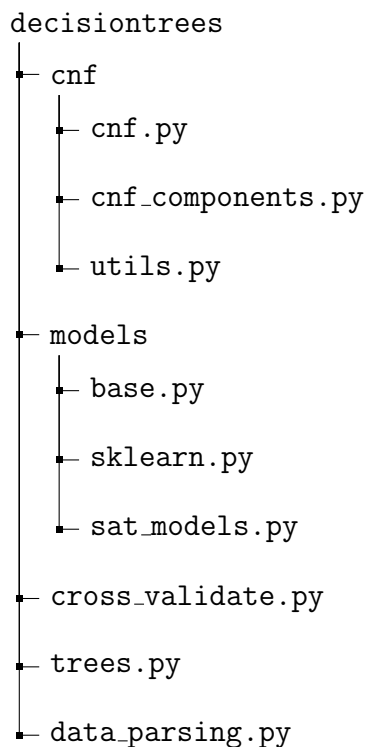 decisiontrees
cnf
cnf.py
cnf_components.py
utils.py
models
base.py
sklearn.py
sat_models.py
cross_validate.py
trees.py
data_parsing.py